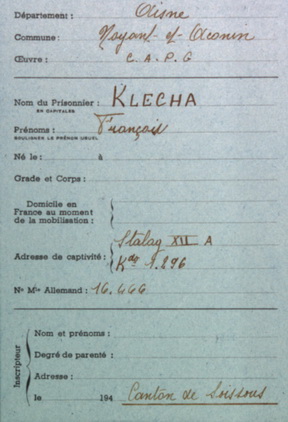 Département : Aisne
Commune : Noyant-et-Aconin
Œuvre : C. A. P. G
Nom du Prisonnier : KLECHA
EN CAPITALES
Prénoms : François
SOULIGNER LE PRÉNOM USUEL
Né le : à
Grade et Corps :
Domicile en
France au moment
de la mobilisation :
Stalag XII A
Adresse de captivité :
Kdo 1.296
No Mle Allemand : 16.466
Inscripteur
Nom et prénoms :
Degré de parenté :
Adresse :
le 194 Canton de Soissons